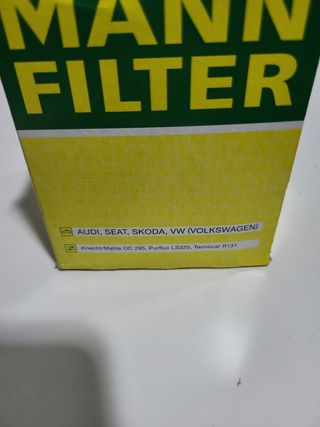 MANN
FILTER
AUDI, SEAT, SKODA, VW (VOLKSWAGEN)
Knecht/Mahle OC 295, Purflux LS325, Tecnocar R131